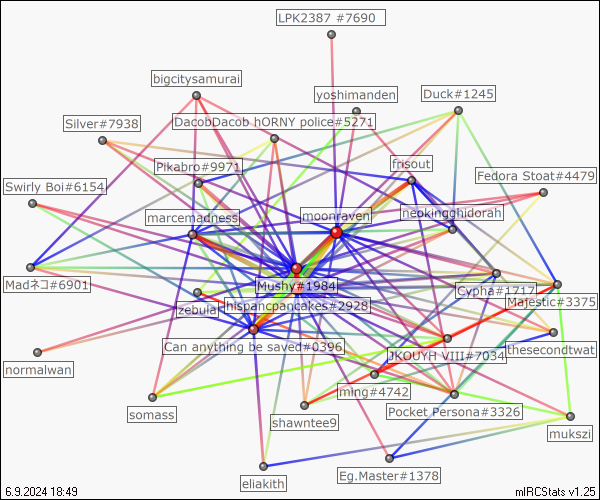 LPK2387 #7690
bigcitysamurai
yoshimanden
Duck#1245
Silver#7938
DacobDacob hORNY police#5271
Pikabro#9971
frisout
Fedora Stoat#4479
Swirly Boi#6154
marcemadness
moonraven
neokingghidorah
Madネコ#6901
Mushy#1984
Cypha#1717
zebula
hispancpancakes#2928
Majestic#3375
Can anything be saved#0396
JKOUYH VIII#7034
thesecondtwat
normalwan
ming#4742
somass
shawntee9
Pocket Persona#3326
mukszi
eliakith
Eg.Master#1378
6.9.2024 18:49
mIRCStats v1.25